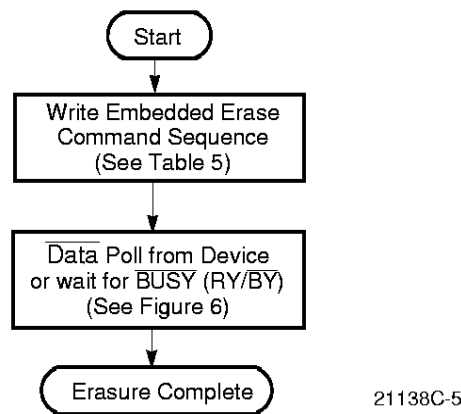 Start
Write Embedded Erase
Command Sequence
(See Table 5)
Data Poll from Device
or wait for BUSY (RY/BY)
(See Figure 6)
Erasure Complete
21138C-5